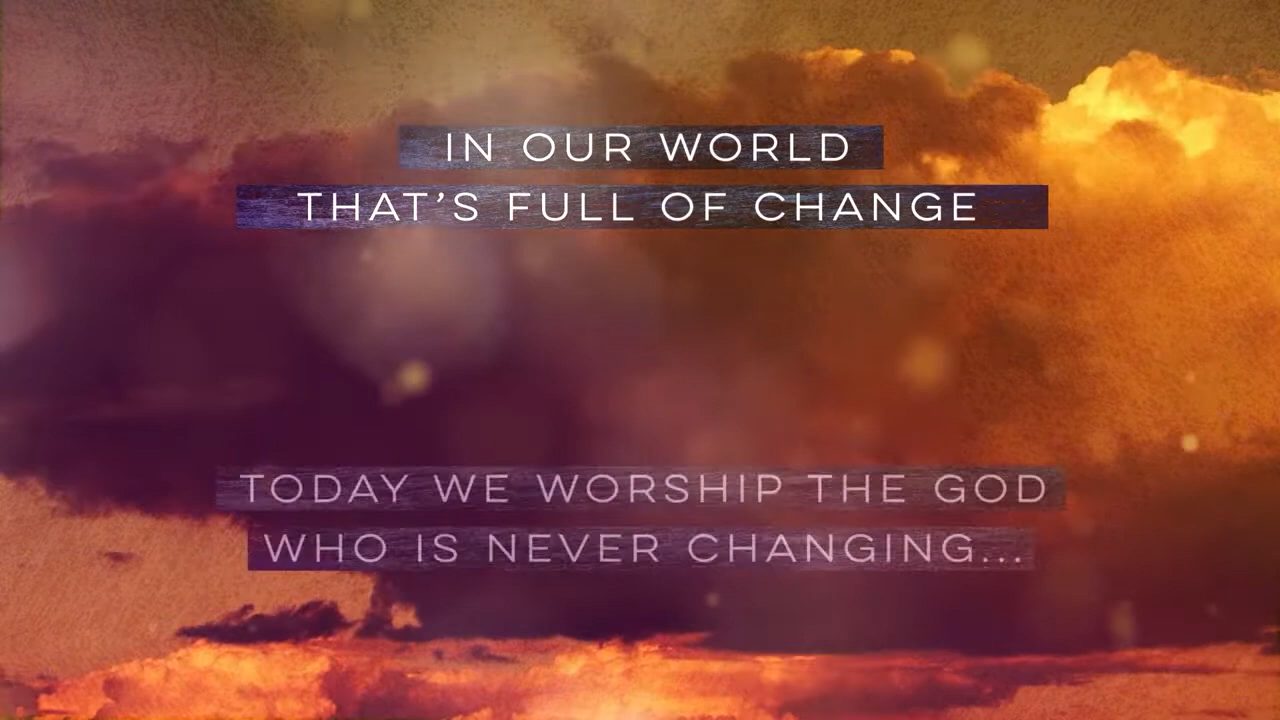 IN OUR WORLD
THAT'S FULL OF CHANGE
TODAY WE WORSHIP THE GOD
WHO IS NEVER CHANGING...